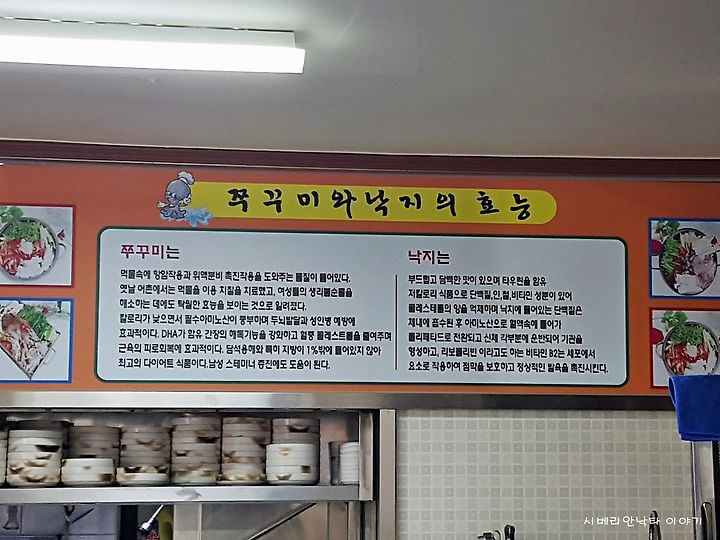 쭈꾸미와낙지의효능
쭈꾸미는
먹물속에 항암작용과 위액분비 촉진작용을 도와주는 물질이 들어있다.
옛날 어촌에서는 먹물을 이용 치질을 치료했고, 여성들의 생리불순을
해소하는 데에도 탁월한 효능을 보이는 것으로 알려졌다.
칼로리가 낮으면서 필수아미노산이 풍부하며 두뇌발달과 성인병 예방에
효과적이다. DHA가 함유 간장의 해독기능을 강화하고 혈중 콜레스트롤을 줄여주며
근육의 피로회복에 효과적이다. 담석용해와 특히 지방이 1%밖에 들어있지 않아
최고의 다이어트 식품이다.남성 스테미너 증진에도 도움이 된다.
낙지는
부드럽고 담백한 맛이 있으며 타우린을 함유
저칼로리 식품으로 단백질,인,철,비타민 성분이 있어
콜레스테롤의 양을 억제하며 낙지에 들어있는 단백질은
체내에 흡수된 후 아미노산으로 혈액속에 들어가
폴리페티드로 전환되고 신체 각부분에 운반되어 기관을
형성하고, 리보플라빈 이라고도 하는 비타민 B2는 세포에서
요소로 작용하여 점막을 보호하고 정상적인 발육을 촉진시킨다.
시베리안낙타 이야기